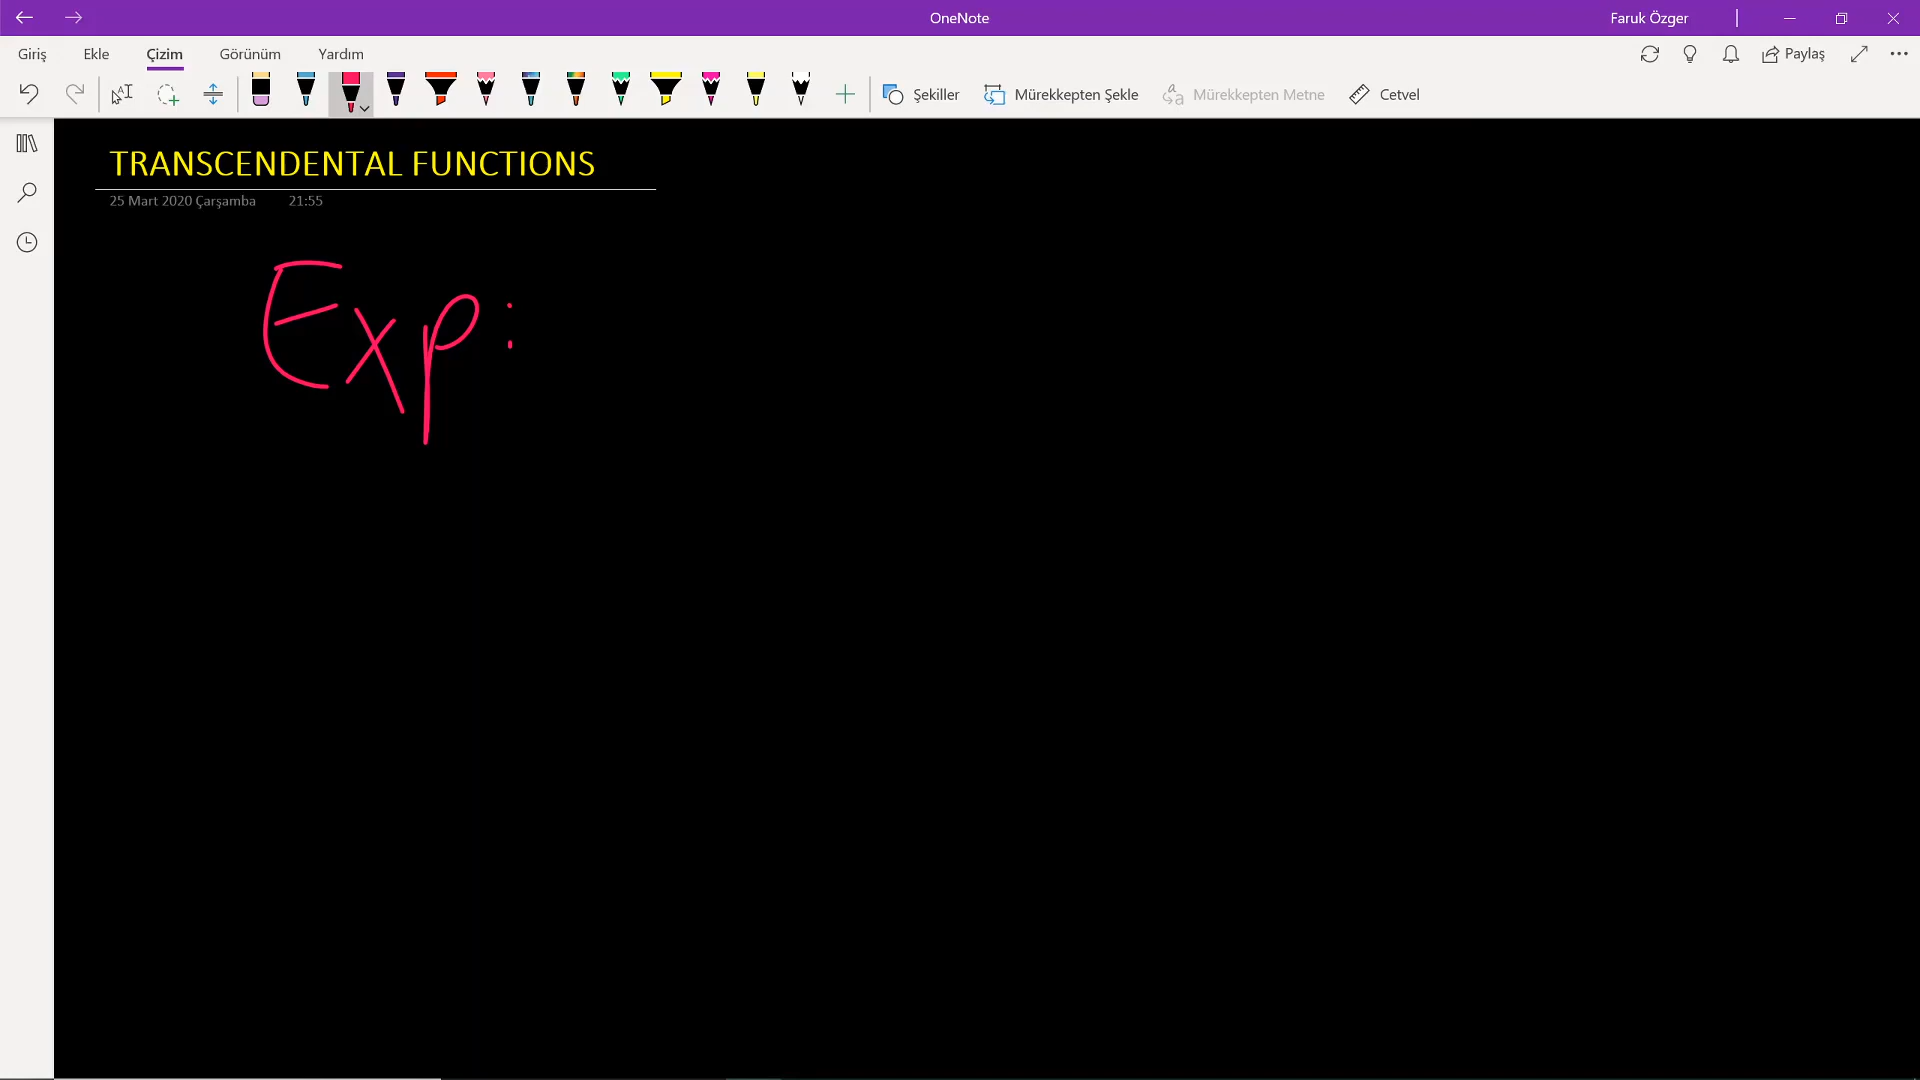 OneNote
Faruk Özger
Giriş Ekle Çizim Görünüm Yardım
Paylaş
Şekiller Mürekkepten Şekle Mürekkepten Metne Cetvel
TRANSCENDENTAL FUNCTIONS
25 Mart 2020 Çarşamba 21:55
Exp: